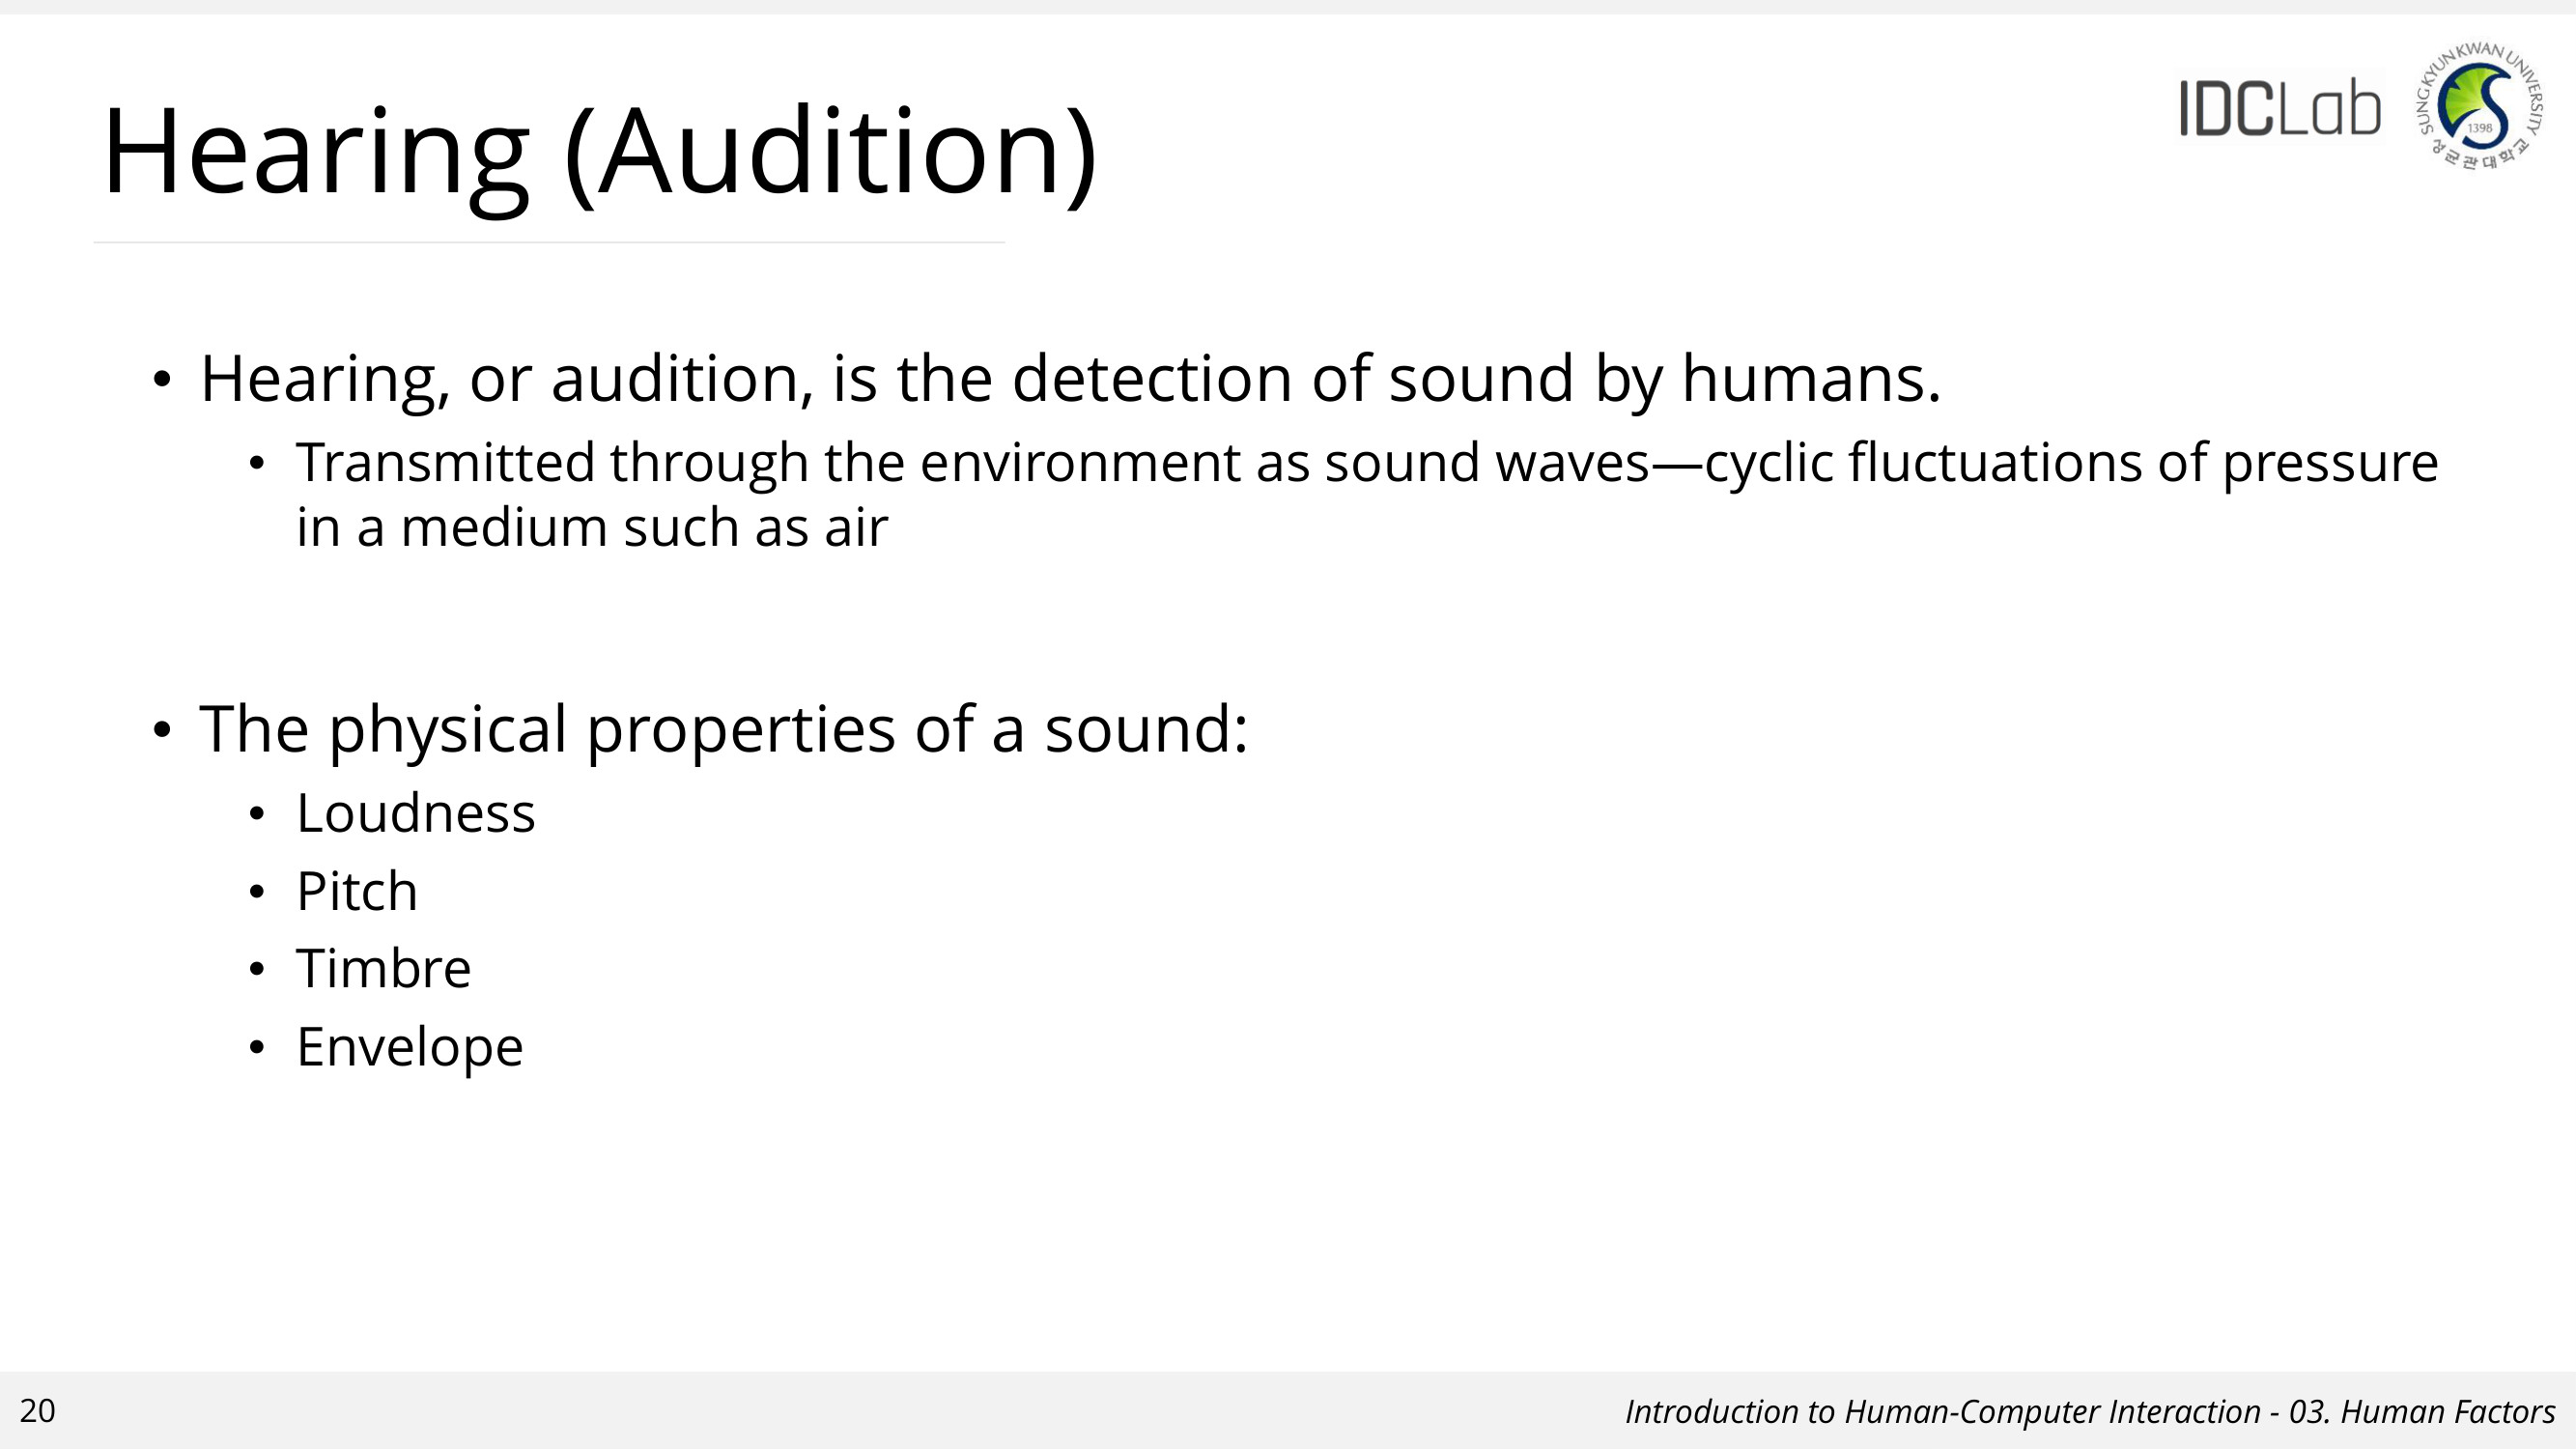 IDCLab
SUNGKYUNKWAN UNIVERSITY
1398
성균관대학교
Hearing (Audition)
• Hearing, or audition, is the detection of sound by humans.
• Transmitted through the environment as sound waves—cyclic fluctuations of pressure
in a medium such as air
• The physical properties of a sound:
• Loudness
• Pitch
• Timbre
• Envelope
20
Introduction to Human-Computer Interaction - 03. Human Factors